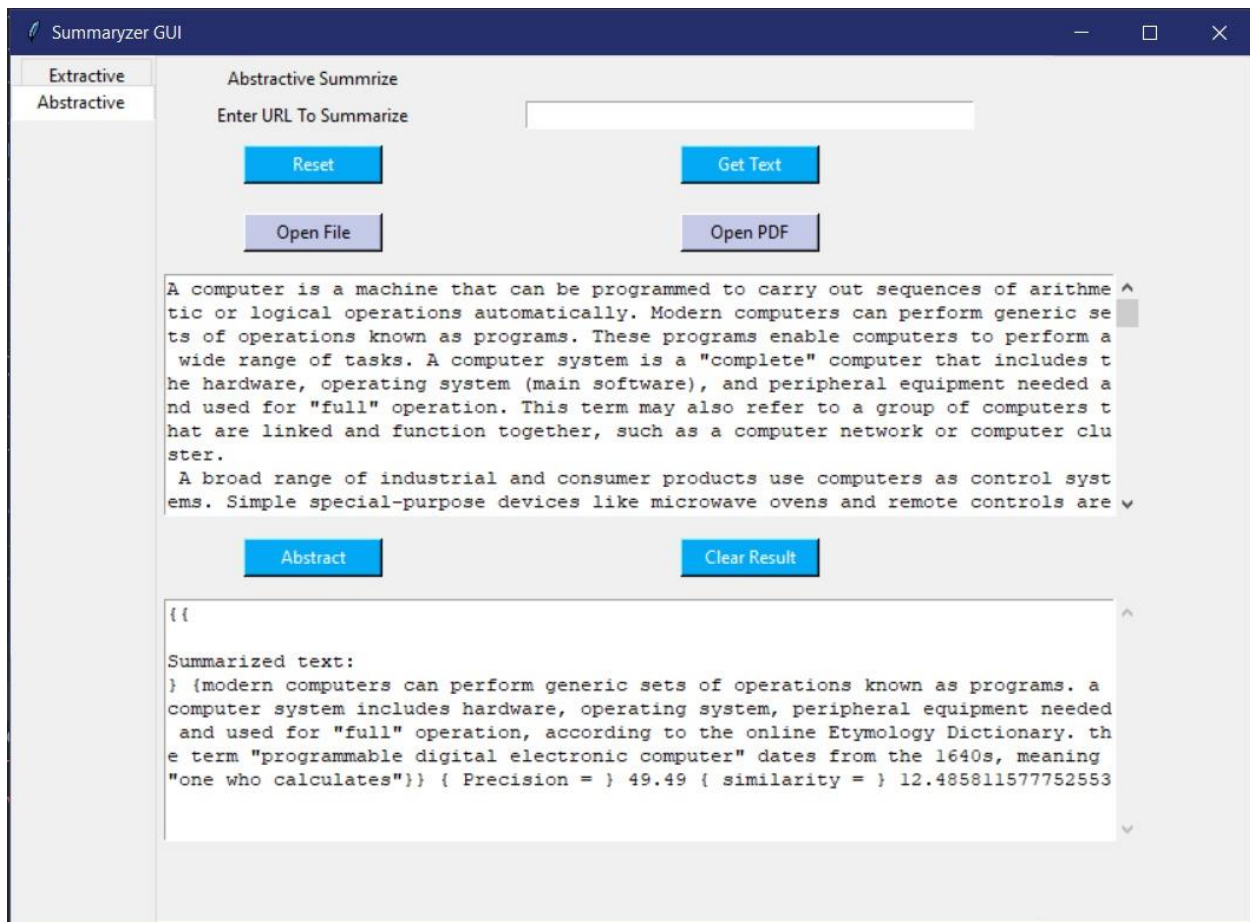 Summaryzer GUI
Extractive
Abstractive
Abstractive Summrize
Enter URL To Summarize
Reset
Get Text
Open File
Open PDF
A computer is a machine that can be programmed to carry out sequences of arithme
tic or logical operations automatically. Modern computers can perform generic se
ts of operations known as programs. These programs enable computers to perform a
 wide range of tasks. A computer system is a "complete" computer that includes t
he hardware, operating system (main software), and peripheral equipment needed a
nd used for "full" operation. This term may also refer to a group of computers t
hat are linked and function together, such as a computer network or computer clu
ster.
 A broad range of industrial and consumer products use computers as control syst
ems. Simple special-purpose devices like microwave ovens and remote controls are
Abstract
Clear Result
{{
Summarized text:
} {modern computers can perform generic sets of operations known as programs. a
computer system includes hardware, operating system, peripheral equipment needed
 and used for "full" operation, according to the online Etymology Dictionary. th
e term "programmable digital electronic computer" dates from the 1640s, meaning
"one who calculates"}} { Precision = } 49.49 { similarity = } 12.485811577752553